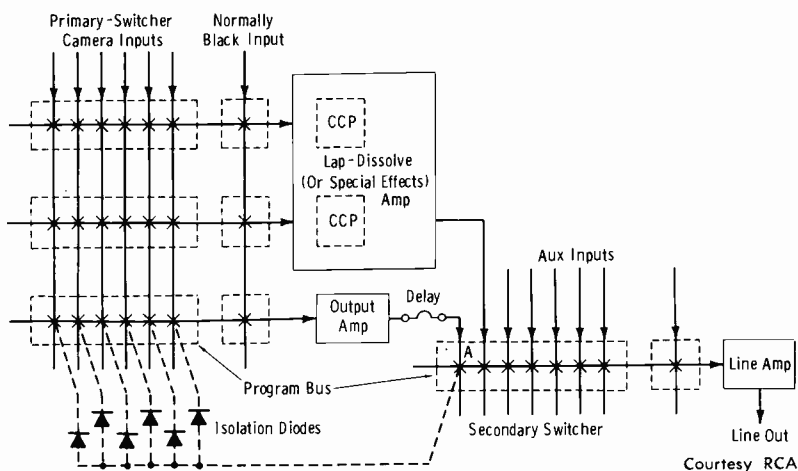 Primary-Switcher
Camera Inputs
Normally
Black Input
CCP
Lap-Dissolve
(Or Special Effects)
Amp
CCP
Aux Inputs
Output
Amp
Delay
A
Program Bus
Line Amp
Isolation Diodes
Secondary Switcher
Line Out
Courtesy RCA